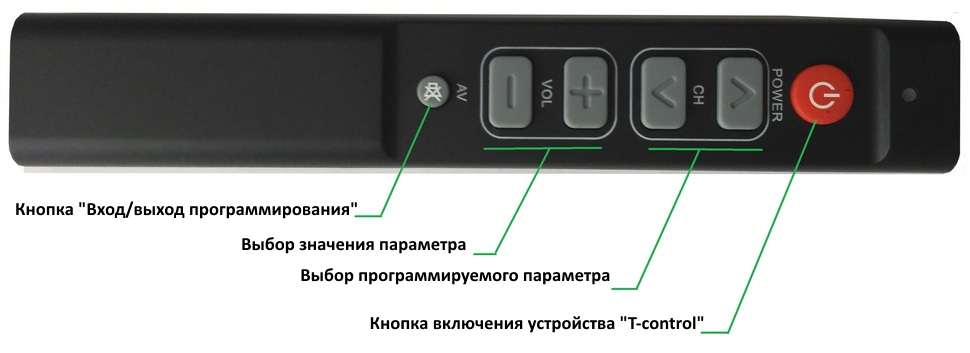 AV
VOL
CH
POWER
Кнопка "Вход/выход программирования"
Выбор значения параметра
Выбор программируемого параметра
Кнопка включения устройства "T-control"